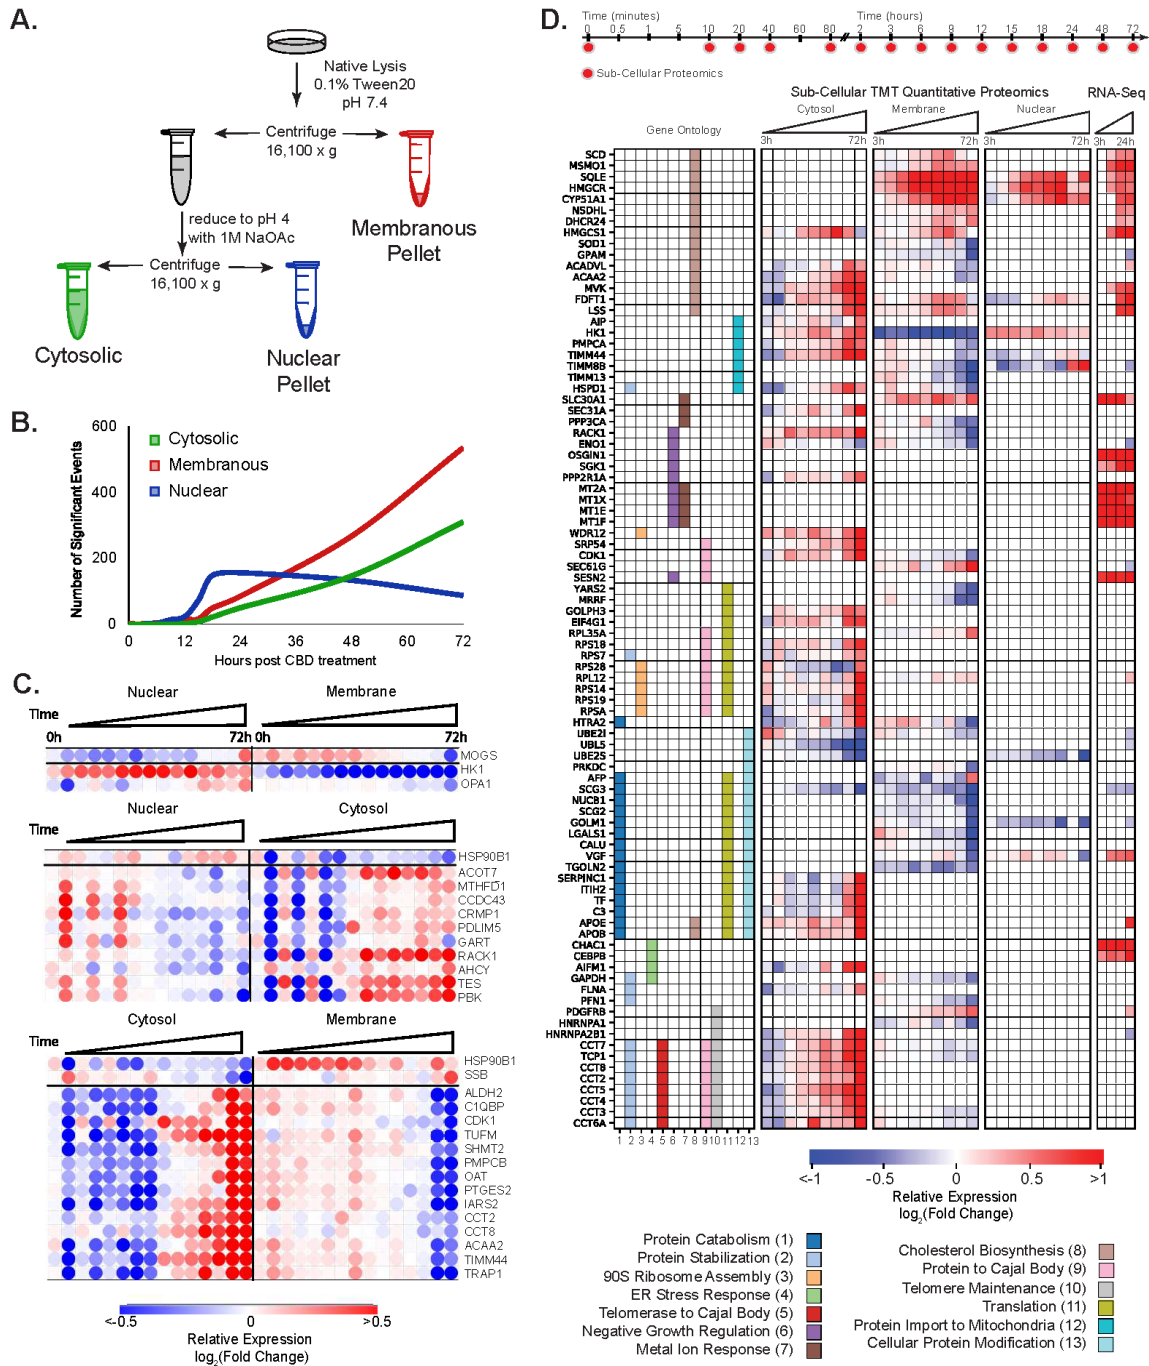 A.
Native Lysis
0.1% Tween20
pH 7.4
Centrifuge
16,100 x g
Membranous
Pellet
reduce to pH 4
with 1M NaOAc
Centrifuge
16,100 x g
Cytosolic
Nuclear
Pellet
B.
Number of Significant Events
600
400
200
0
Cytosolic
Membranous
Nuclear
0 12 24 36 48 60 72
Hours post CBD treatment
C.
Nuclear Membrane
Time
0h 72h 0h 72h
MOGS
HK1
OPA1
Nuclear Cytosol
Time
HSP90B1
ACOT7
MTHFD1
CCDC43
CRMP1
PDLIM5
GART
RACK1
AHCY
TES
PBK
Cytosol Membrane
Time
HSP90B1
SSB
ALDH2
C1QBP
CDK1
TUFM
SHMT2
PMPCB
OAT
PTGES2
IARS2
CCT2
CCT8
ACAA2
TIMM44
TRAP1
<-0.5 0 >0.5
Relative Expression
log2(Fold Change)
D.
Time (minutes) Time (hours)
0 0.5 1 5 10 20 40 60 80 2 3 6 9 12 15 18 24 48 72
Sub-Cellular Proteomics
Sub-Cellular TMT Quantitative Proteomics RNA-Seq
Gene Ontology Cytosol Membrane Nuclear
3h 72h 3h 72h 3h 72h 3h 24h
SCD
MSMO1
SQLE
HMGCR
CYP51A1
NSDHL
DHCR24
HMGCS1
SOD1
GPAM
ACADVL
ACAA2
MVK
FDFT1
LSS
AIP
HK1
PMPCA
TIMM44
TIMM8B
TIMM13
HSPD1
SLC30A1
SEC31A
PPP3CA
RACK1
ENO1
OSGIN1
SGK1
PPP2R1A
MT2A
MT1X
MT1E
MT1F
WDR12
SRP54
CDK1
SEC61G
SESN2
YARS2
MRRF
GOLPH3
EIF4G1
RPL35A
RPS18
RPS7
RPS28
RPL12
RPS14
RPS19
RPSA
HTRA2
UBE2I
UBL5
UBE2S
PRKDC
AFP
SCG3
NUCB1
SCG2
GOLM1
LGALS1
CALU
VGF
TGOLN2
SERPINC1
ITIH2
TF
C3
APOE
APOB
CHAC1
CEBPB
AIFM1
GAPDH
FLNA
PFN1
PDGFRB
HNRNPA1
HNRNPA2B1
CCT7
TCP1
CCT8
CCT2
CCT5
CCT4
CCT3
CCT6A
1 2 3 4 5 6 7 8 9 10 11 12 13
<-1 -0.5 0 -0.5 >1
Relative Expression
log2(Fold Change)
Protein Catabolism (1)
Protein Stabilization (2)
90S Ribosome Assembly (3)
ER Stress Response (4)
Telomerase to Cajal Body (5)
Negative Growth Regulation (6)
Metal Ion Response (7)
Cholesterol Biosynthesis (8)
Protein to Cajal Body (9)
Telomere Maintenance (10)
Translation (11)
Protein Import to Mitochondria (12)
Cellular Protein Modification (13)